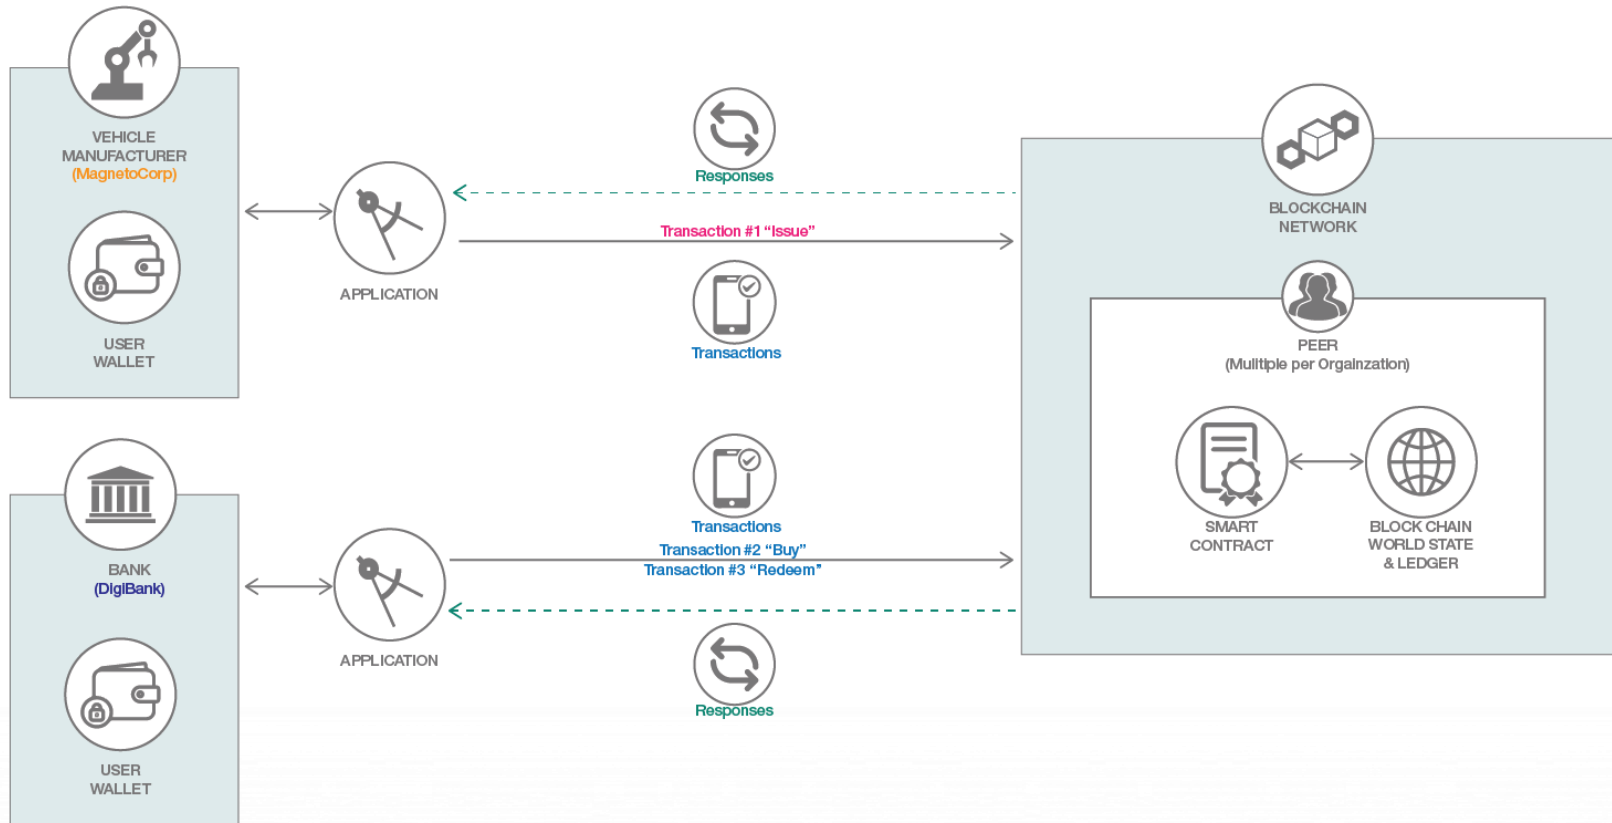 VEHICLE
MANUFACTURER
(MagnetoCorp)
USER
WALLET
APPLICATION
Responses
Transaction #1 “Issue”
Transactions
BLOCKCHAIN
NETWORK
PEER
(Mulitiple per Orgainzation)
SMART
CONTRACT
BLOCK CHAIN
WORLD STATE
& LEDGER
BANK
(DigiBank)
USER
WALLET
APPLICATION
Transactions
Transaction #2 “Buy”
Transaction #3 “Redeem”
Responses